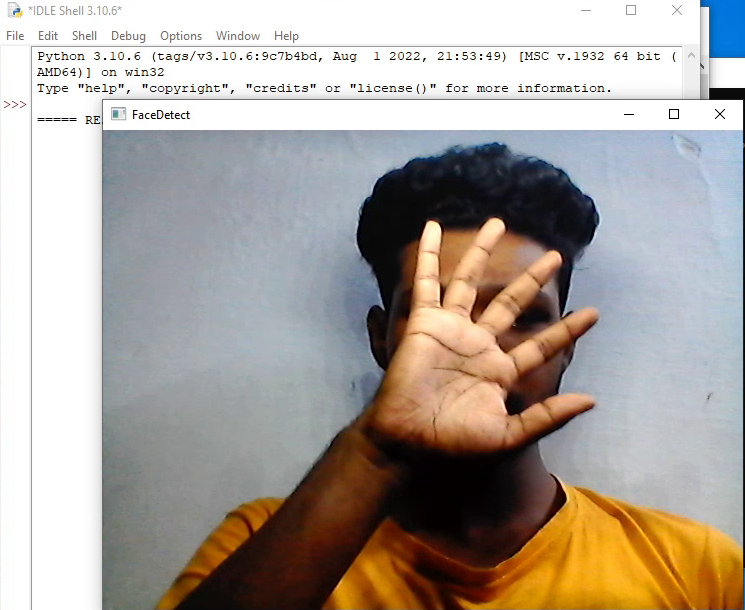 *IDLE Shell 3.10.6*
File Edit Shell Debug Options Window Help
Python 3.10.6 (tags/v3.10.6:9c7b4bd, Aug  1 2022, 21:53:49) [MSC v.1932 64 bit (
AMD64)] on win32
Type "help", "copyright", "credits" or "license()" for more information.
>>>
===== RE
FaceDetect